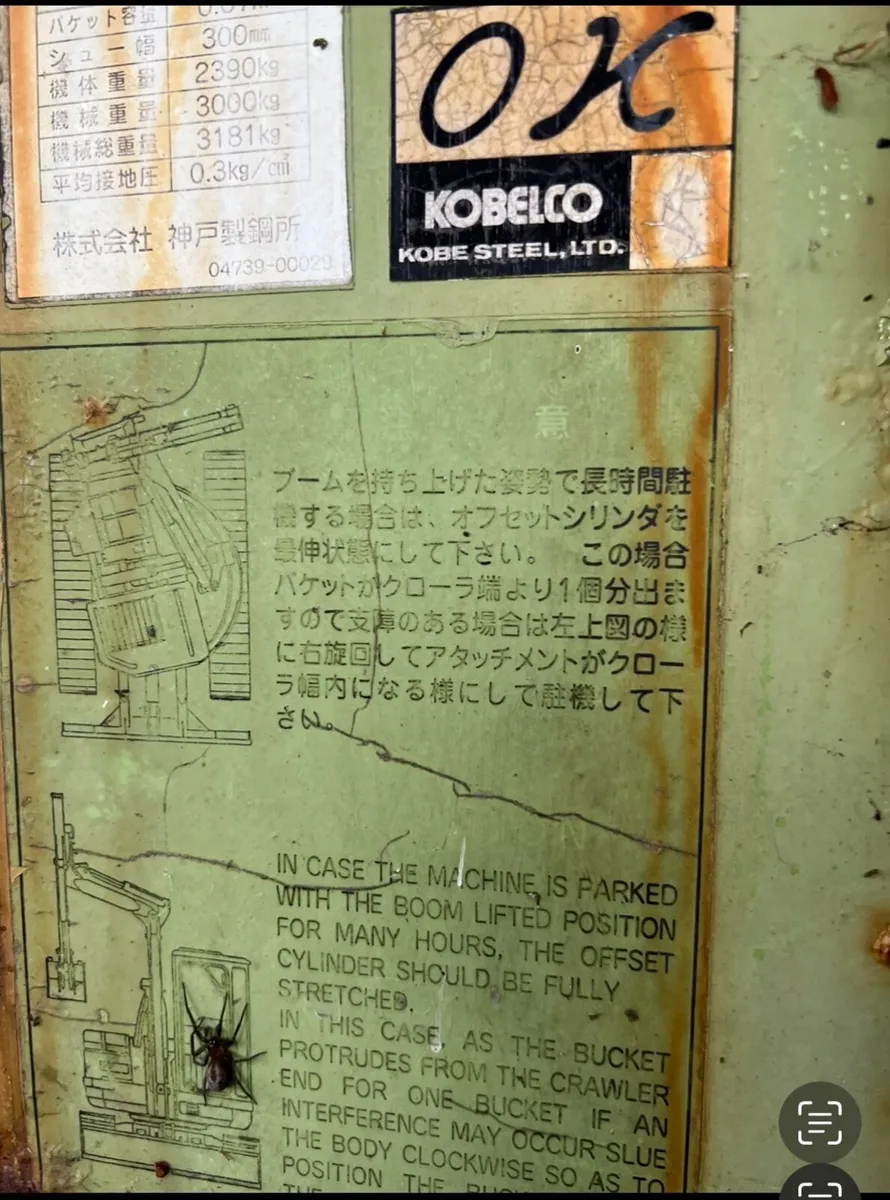 バケット容量
シュー幅 300mm
機体重量 2390kg
機械重量 3000kg
機械総重量 3181kg
平均接地圧 0.3kg/cm²
株式会社 神戸製鋼所
04739-00029
OK
KOBELCO
KOBE STEEL, LTD.
意
ブームを持ち上げた姿勢で長時間駐
機する場合は、オフセットシリンダを
最伸状態にして下さい。 この場合
バケットがクローラ端より1個分出ま
すので支障のある場合は左上図の様
に右旋回してアタッチメントがクロー
ラ幅内になる様にして駐機して下
さい。
IN CASE THE MACHINE IS PARKED
WITH THE BOOM LIFTED POSITION
FOR MANY HOURS, THE OFFSET
CYLINDER SHOULD BE FULLY
STRETCHED.
IN THIS CASE, AS THE BUCKET
PROTRUDES FROM THE CRAWLER
END FOR ONE BUCKET IF AN
INTERFERENCE MAY OCCUR SLUE
THE BODY CLOCKWISE SO AS TO
POSITION THE